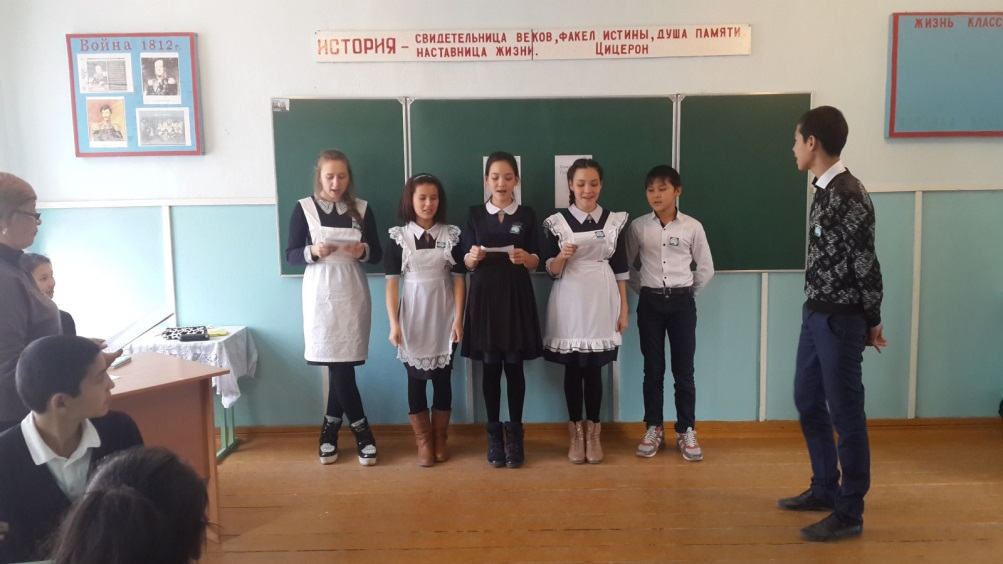 Война 1812г.
ИСТОРИЯ – СВИДЕТЕЛЬНИЦА ВЕКОВ, ФАКЕЛ ИСТИНЫ, ДУША ПАМЯТИ
НАСТАВНИЦА ЖИЗНИ. ЦИЦЕРОН
ЖИЗНЬ КЛАСС